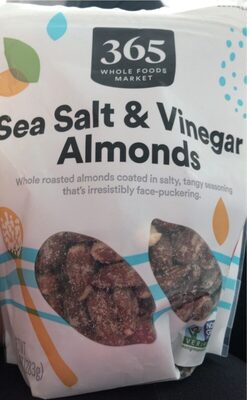 365
WHOLE FOODS
MARKET
Sea Salt & Vinegar
Almonds
Whole roasted almonds coated in salty, tangy seasoning
that's irresistibly face-puckering.
(283g)